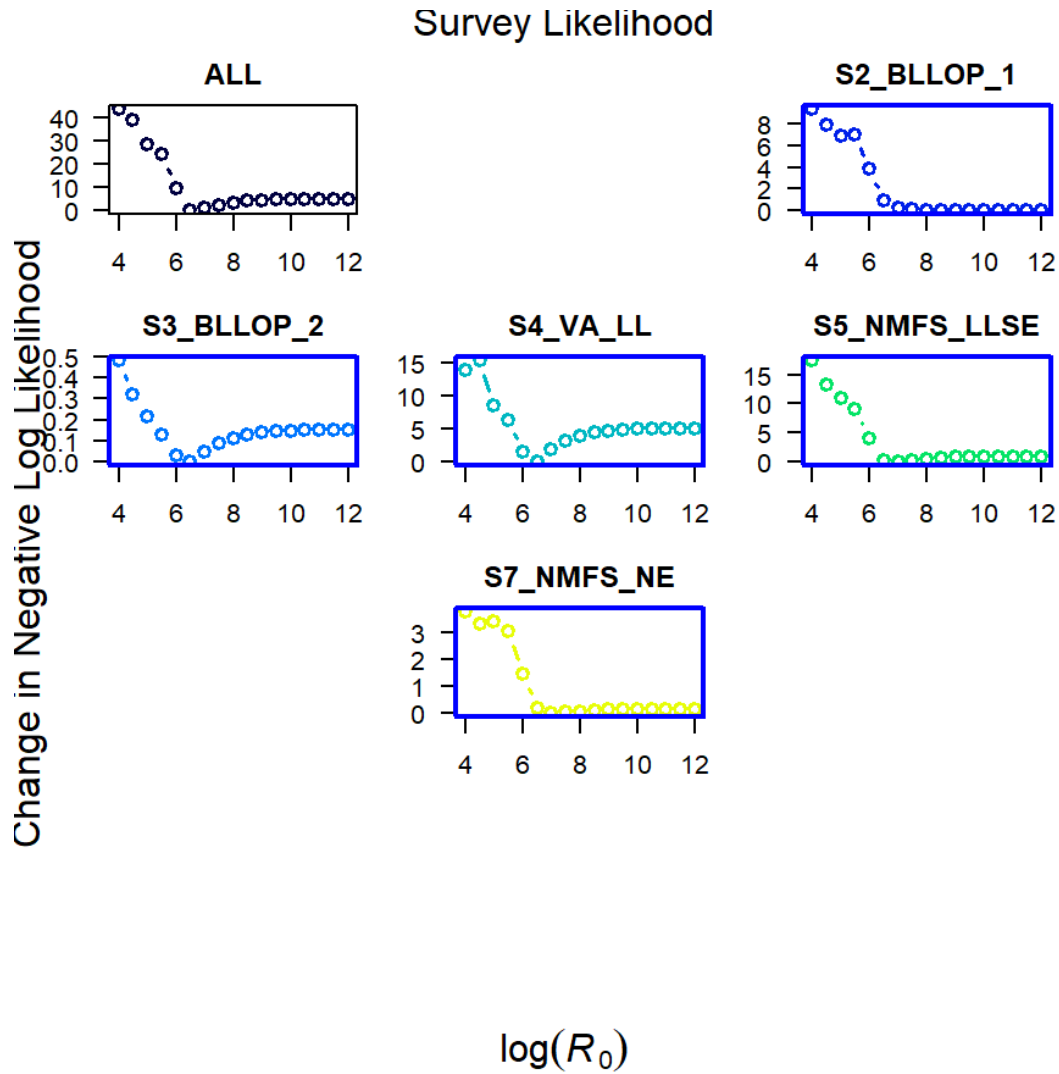 Survey Likelihood
ALL
40
30
20
10
0
4 6 8 10 12
S2_BLLOP_1
8
6
4
2
0
4 6 8 10 12
Change in Negative Log Likelihood
S3_BLLOP_2
0.5
0.4
0.3
0.2
0.1
0.0
4 6 8 10 12
S4_VA_LL
15
10
5
0
4 6 8 10 12
S5_NMFS_LLSE
15
10
5
0
4 6 8 10 12
S7_NMFS_NE
3
2
1
0
4 6 8 10 12
log(R₀)